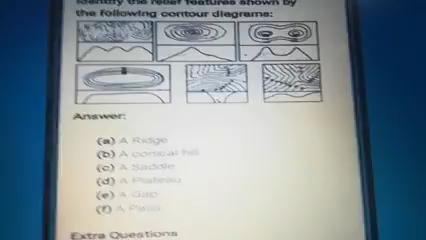 Identify the relief features shown by
the following contour diagrams:
Answer:
(a) A Ridge
(b) A conical hill
(c) A Saddle
(d) A Plateau
(e) A Gap
(f) A Pass
Extra Questions